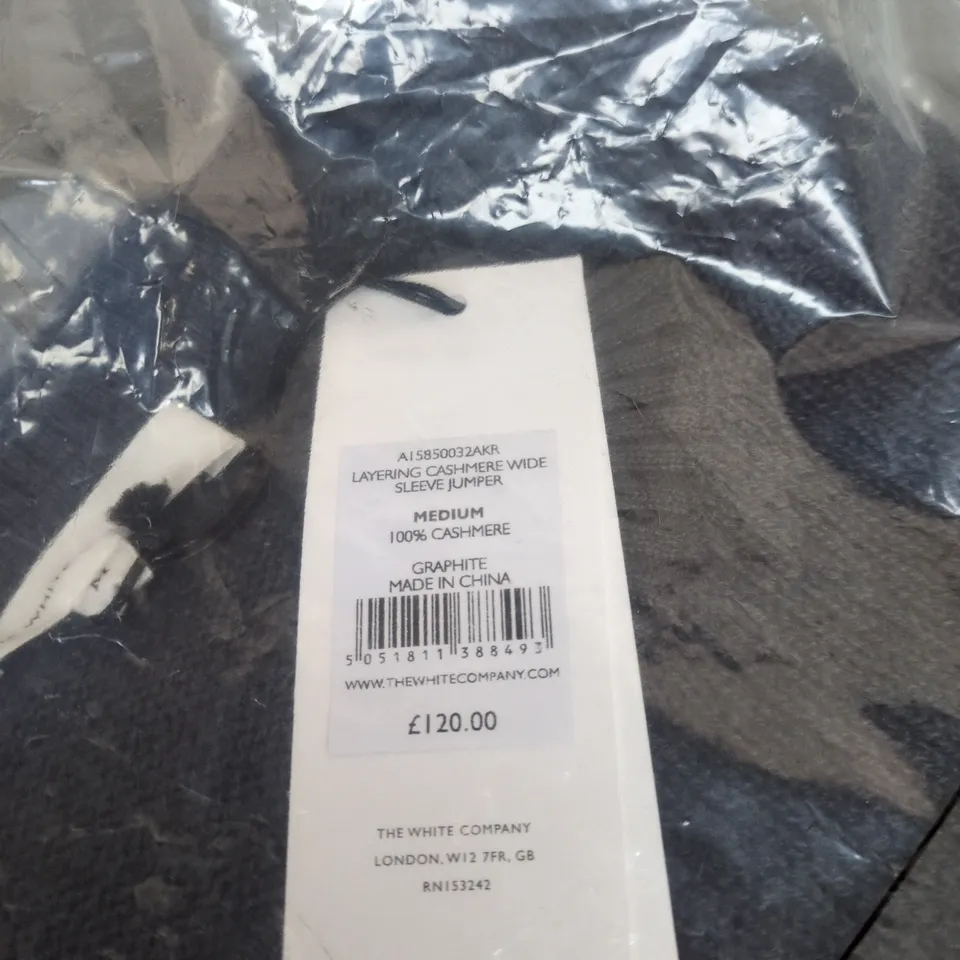 A15850032AKR
LAYERING CASHMERE WIDE
SLEEVE JUMPER
MEDIUM
100% CASHMERE
GRAPHITE
MADE IN CHINA
5 051811 388493
WWW.THEWHITECOMPANY.COM
£120.00
THE WHITE COMPANY
LONDON, W12 7FR, GB
RN153242